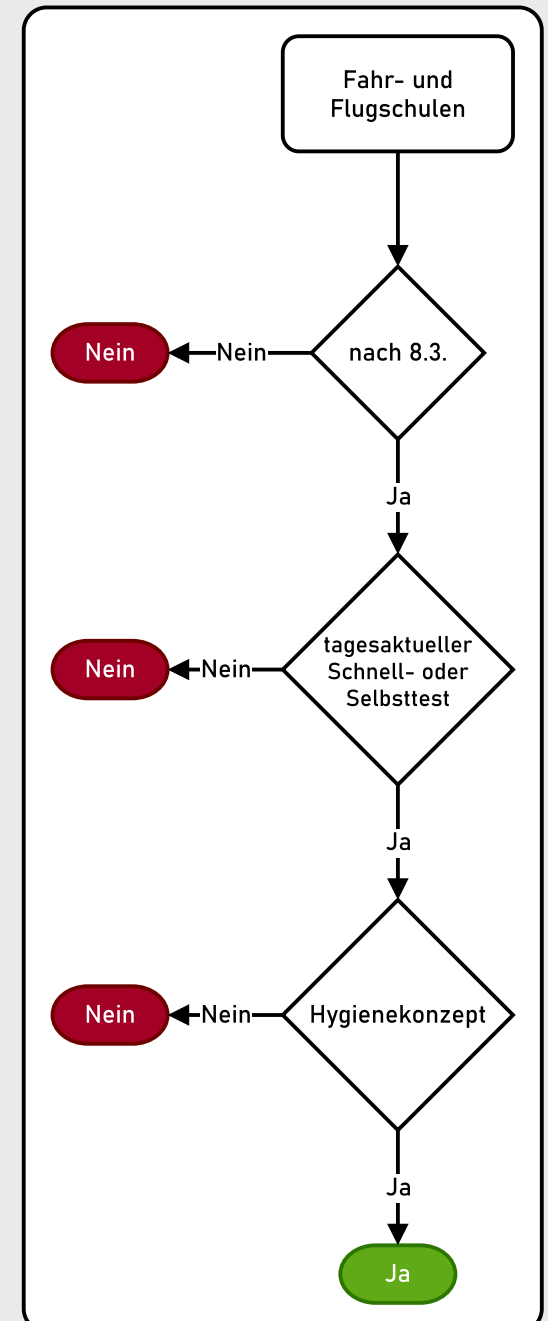 Fahr- und
Flugschulen
nach 8.3.
Nein
Nein
Ja
tagesaktueller
Schnell- oder
Selbsttest
Nein
Nein
Ja
Hygienekonzept
Nein
Nein
Ja
Ja